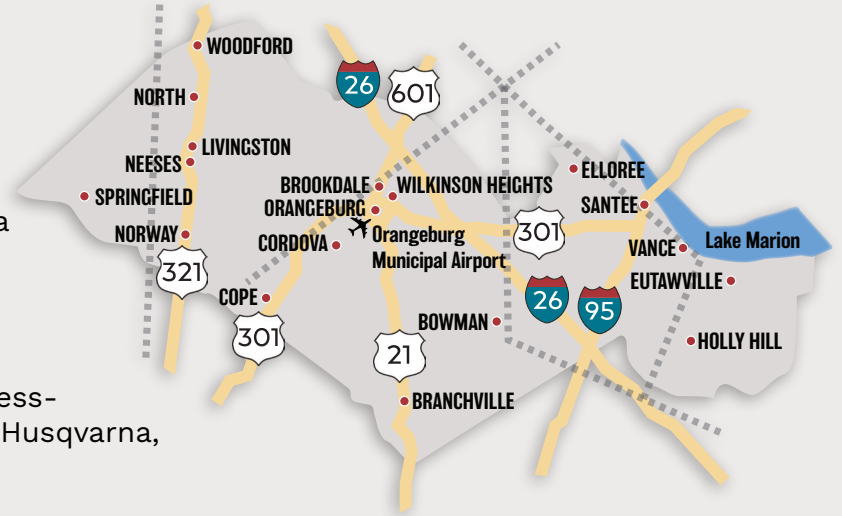 WOODFORD
26
601
NORTH
LIVINGSTON
NEESES
BROOKDALE
WILKINSON HEIGHTS
ELLOREE
SPRINGFIELD
ORANGEBURG
SANTEE
a
NORWAY
CORDOVA
Orangeburg
Municipal Airport
301
VANCE
Lake Marion
321
EUTAWVILLE
COPE
26
95
BOWMAN
301
21
HOLLY HILL
ess-
BRANCHVILLE
Husqvarna,